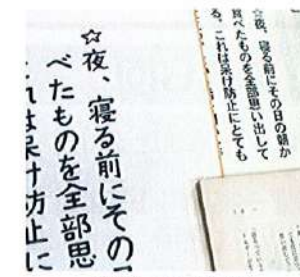 ☆夜、寝る前にその日の朝か
食べたものを全部思い出して
る。これは呆け防止にとても
☆夜、寝る前にその
べたものを全部思
れは呆け防止に